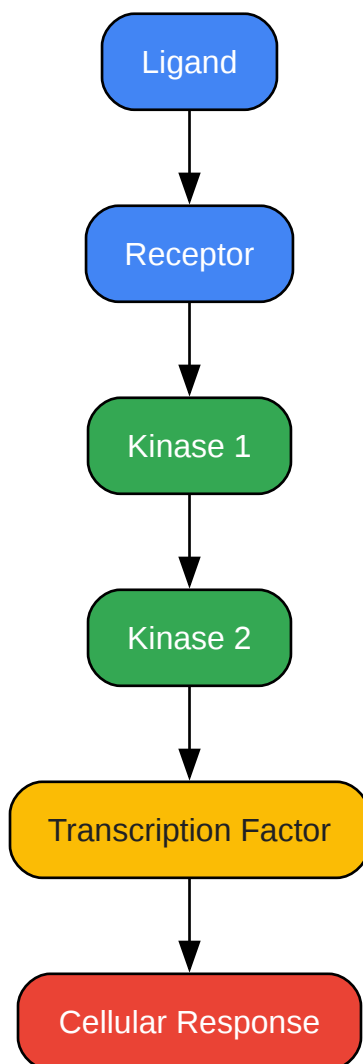 Ligand
Receptor
Kinase 1
Kinase 2
Transcription Factor
Cellular Response